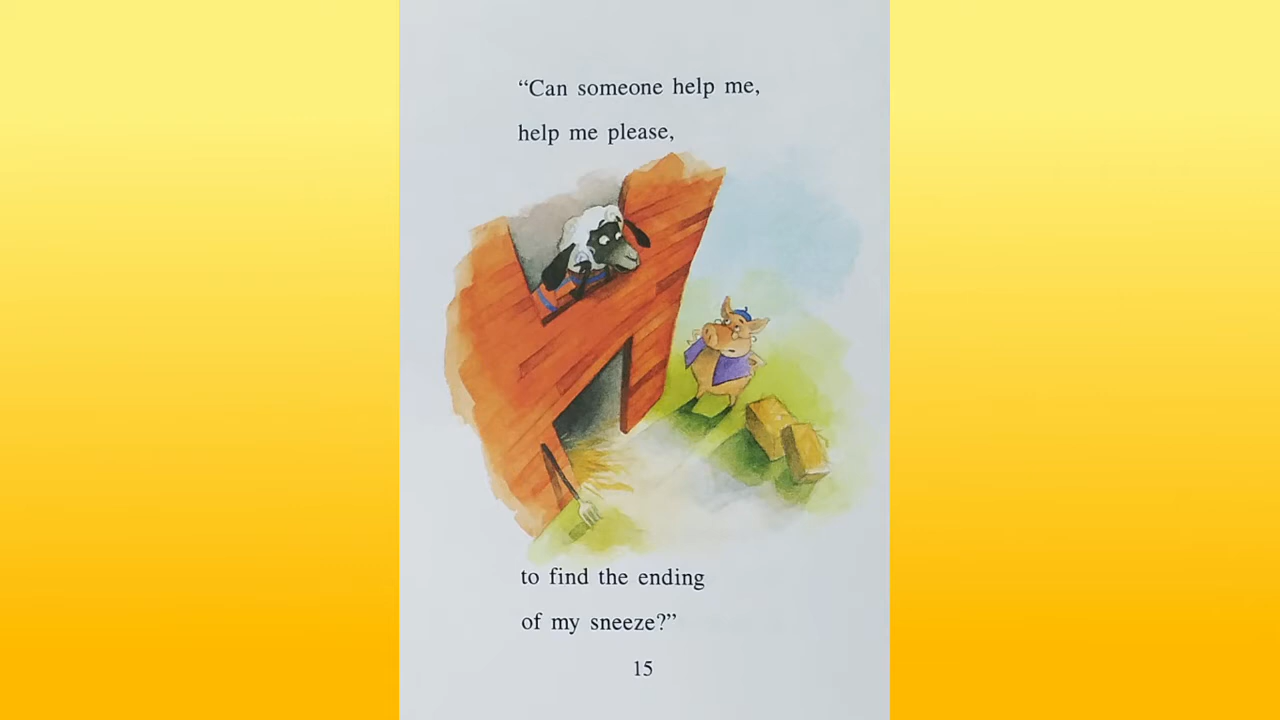 “Can someone help me,
help me please,
to find the ending
of my sneeze?”
15